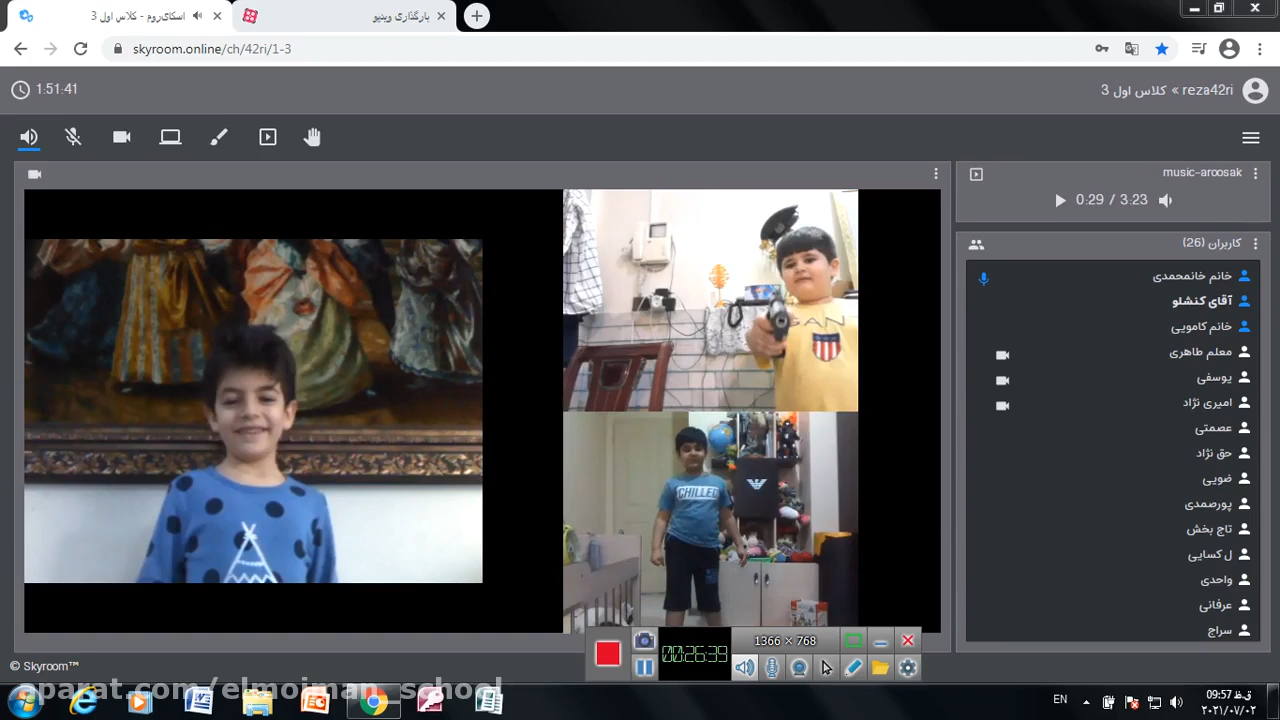 اسکای‌روم - کلاس اول 3
بارگذاری ویدیو
skyroom.online/ch/42ri/1-3
1:51:41
reza42ri » کلاس اول 3
music-aroosak
0:29 / 3:23
کاربران (26)
خانم خانمحمدی
آقای کنشلو
خانم کامویی
معلم طاهری
یوسفی
امیری نژاد
عصمتی
حق نژاد
ضویی
پورصمدی
تاج بخش
ل کسایی
واحدی
عرفانی
سراج
GAN
CHILLED
1366 × 768
00:26:39
© Skyroom™
aparat.com/elmoiman_school
EN
09:57 ق.ظ
۲۰۲۱/۰۷/۰۲